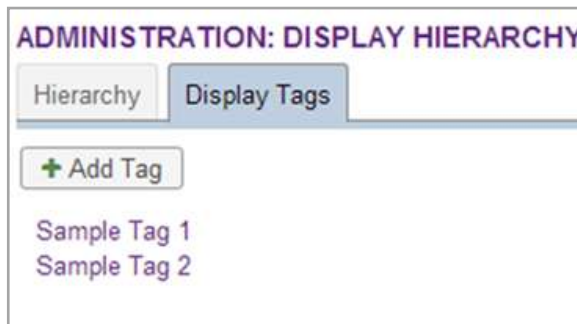 ADMINISTRATION: DISPLAY HIERARCHY
Hierarchy
Display Tags
Add Tag
Sample Tag 1
Sample Tag 2